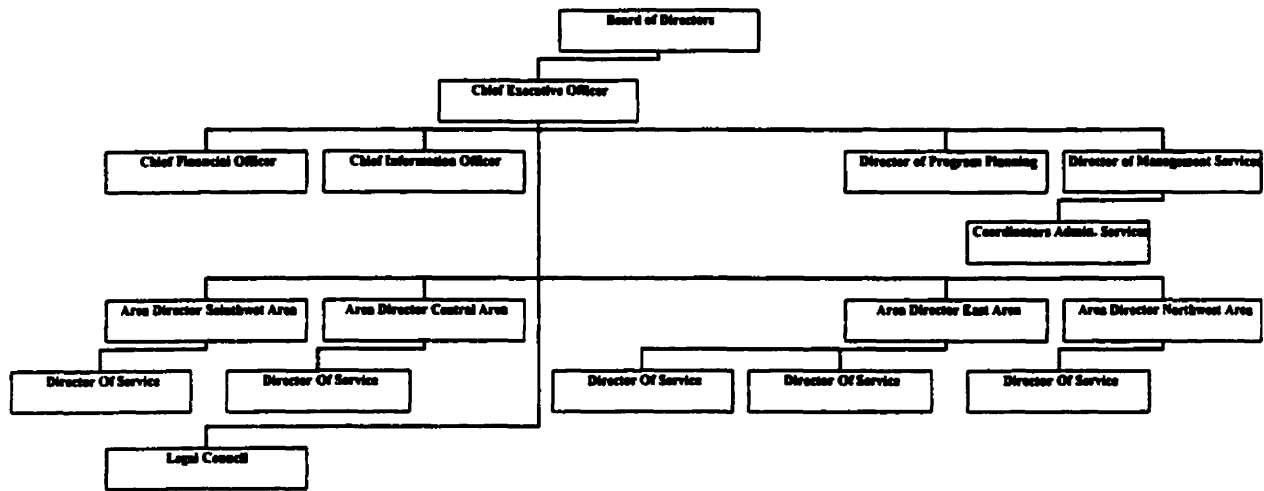 Board of Directors
Chief Executive Officer
Chief Financial Officer
Chief Information Officer
Director of Program Planning
Director of Management Services
Coordinators Admin. Services
Area Director Southwet Area
Area Director Central Area
Area Director East Area
Area Director Northwest Area
Director Of Service
Director Of Service
Director Of Service
Director Of Service
Director Of Service
Legal Council